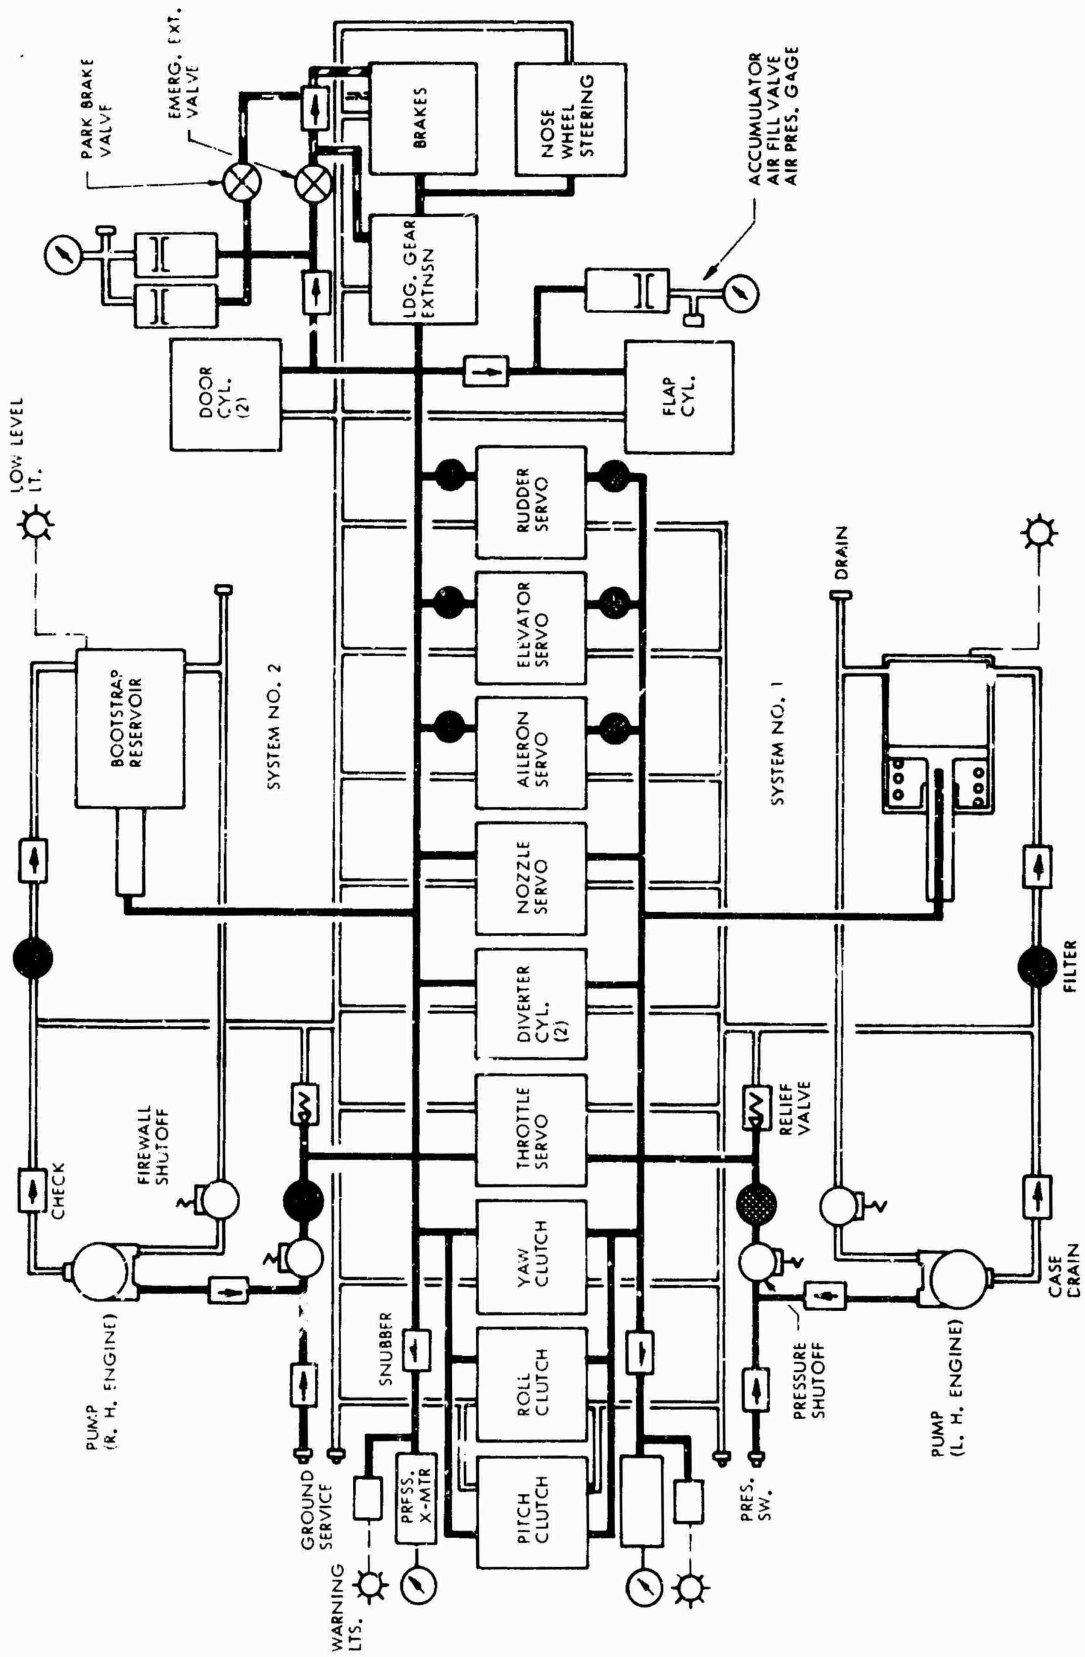 PARK BRAKE
VALVE
EMERG. EXT.
VALVE
BRAKES
NOSE
WHEEL
STEERING
ACCUMULATOR
AIR FILL VALVE
AIR PRES. GAGE
LDG. GEAR
EXTNSN
DOOR
CYL.
(2)
FLAP
CYL.
LOW LEVEL
LT.
RUDDER
SERVO
DRAIN
BOOTSTRAP
RESERVOIR
SYSTEM NO. 2
ELEVATOR
SERVO
AILERON
SERVO
SYSTEM NO. 1
NOZZLE
SERVO
DIVERTER
CYL.
(2)
FILTER
FIREWALL
SHUTOFF
CHECK
THROTTLE
SERVO
RELIEF
VALVE
YAW
CLUTCH
CASE
DRAIN
PUMP
(R. H. ENGINE)
SNUBBER
ROLL
CLUTCH
PRESSURE
SHUTOFF
PUMP
(L. H. ENGINE)
GROUND
SERVICE
PRESS.
X-MTR
PITCH
CLUTCH
PRES.
SW.
WARNING
LTS.